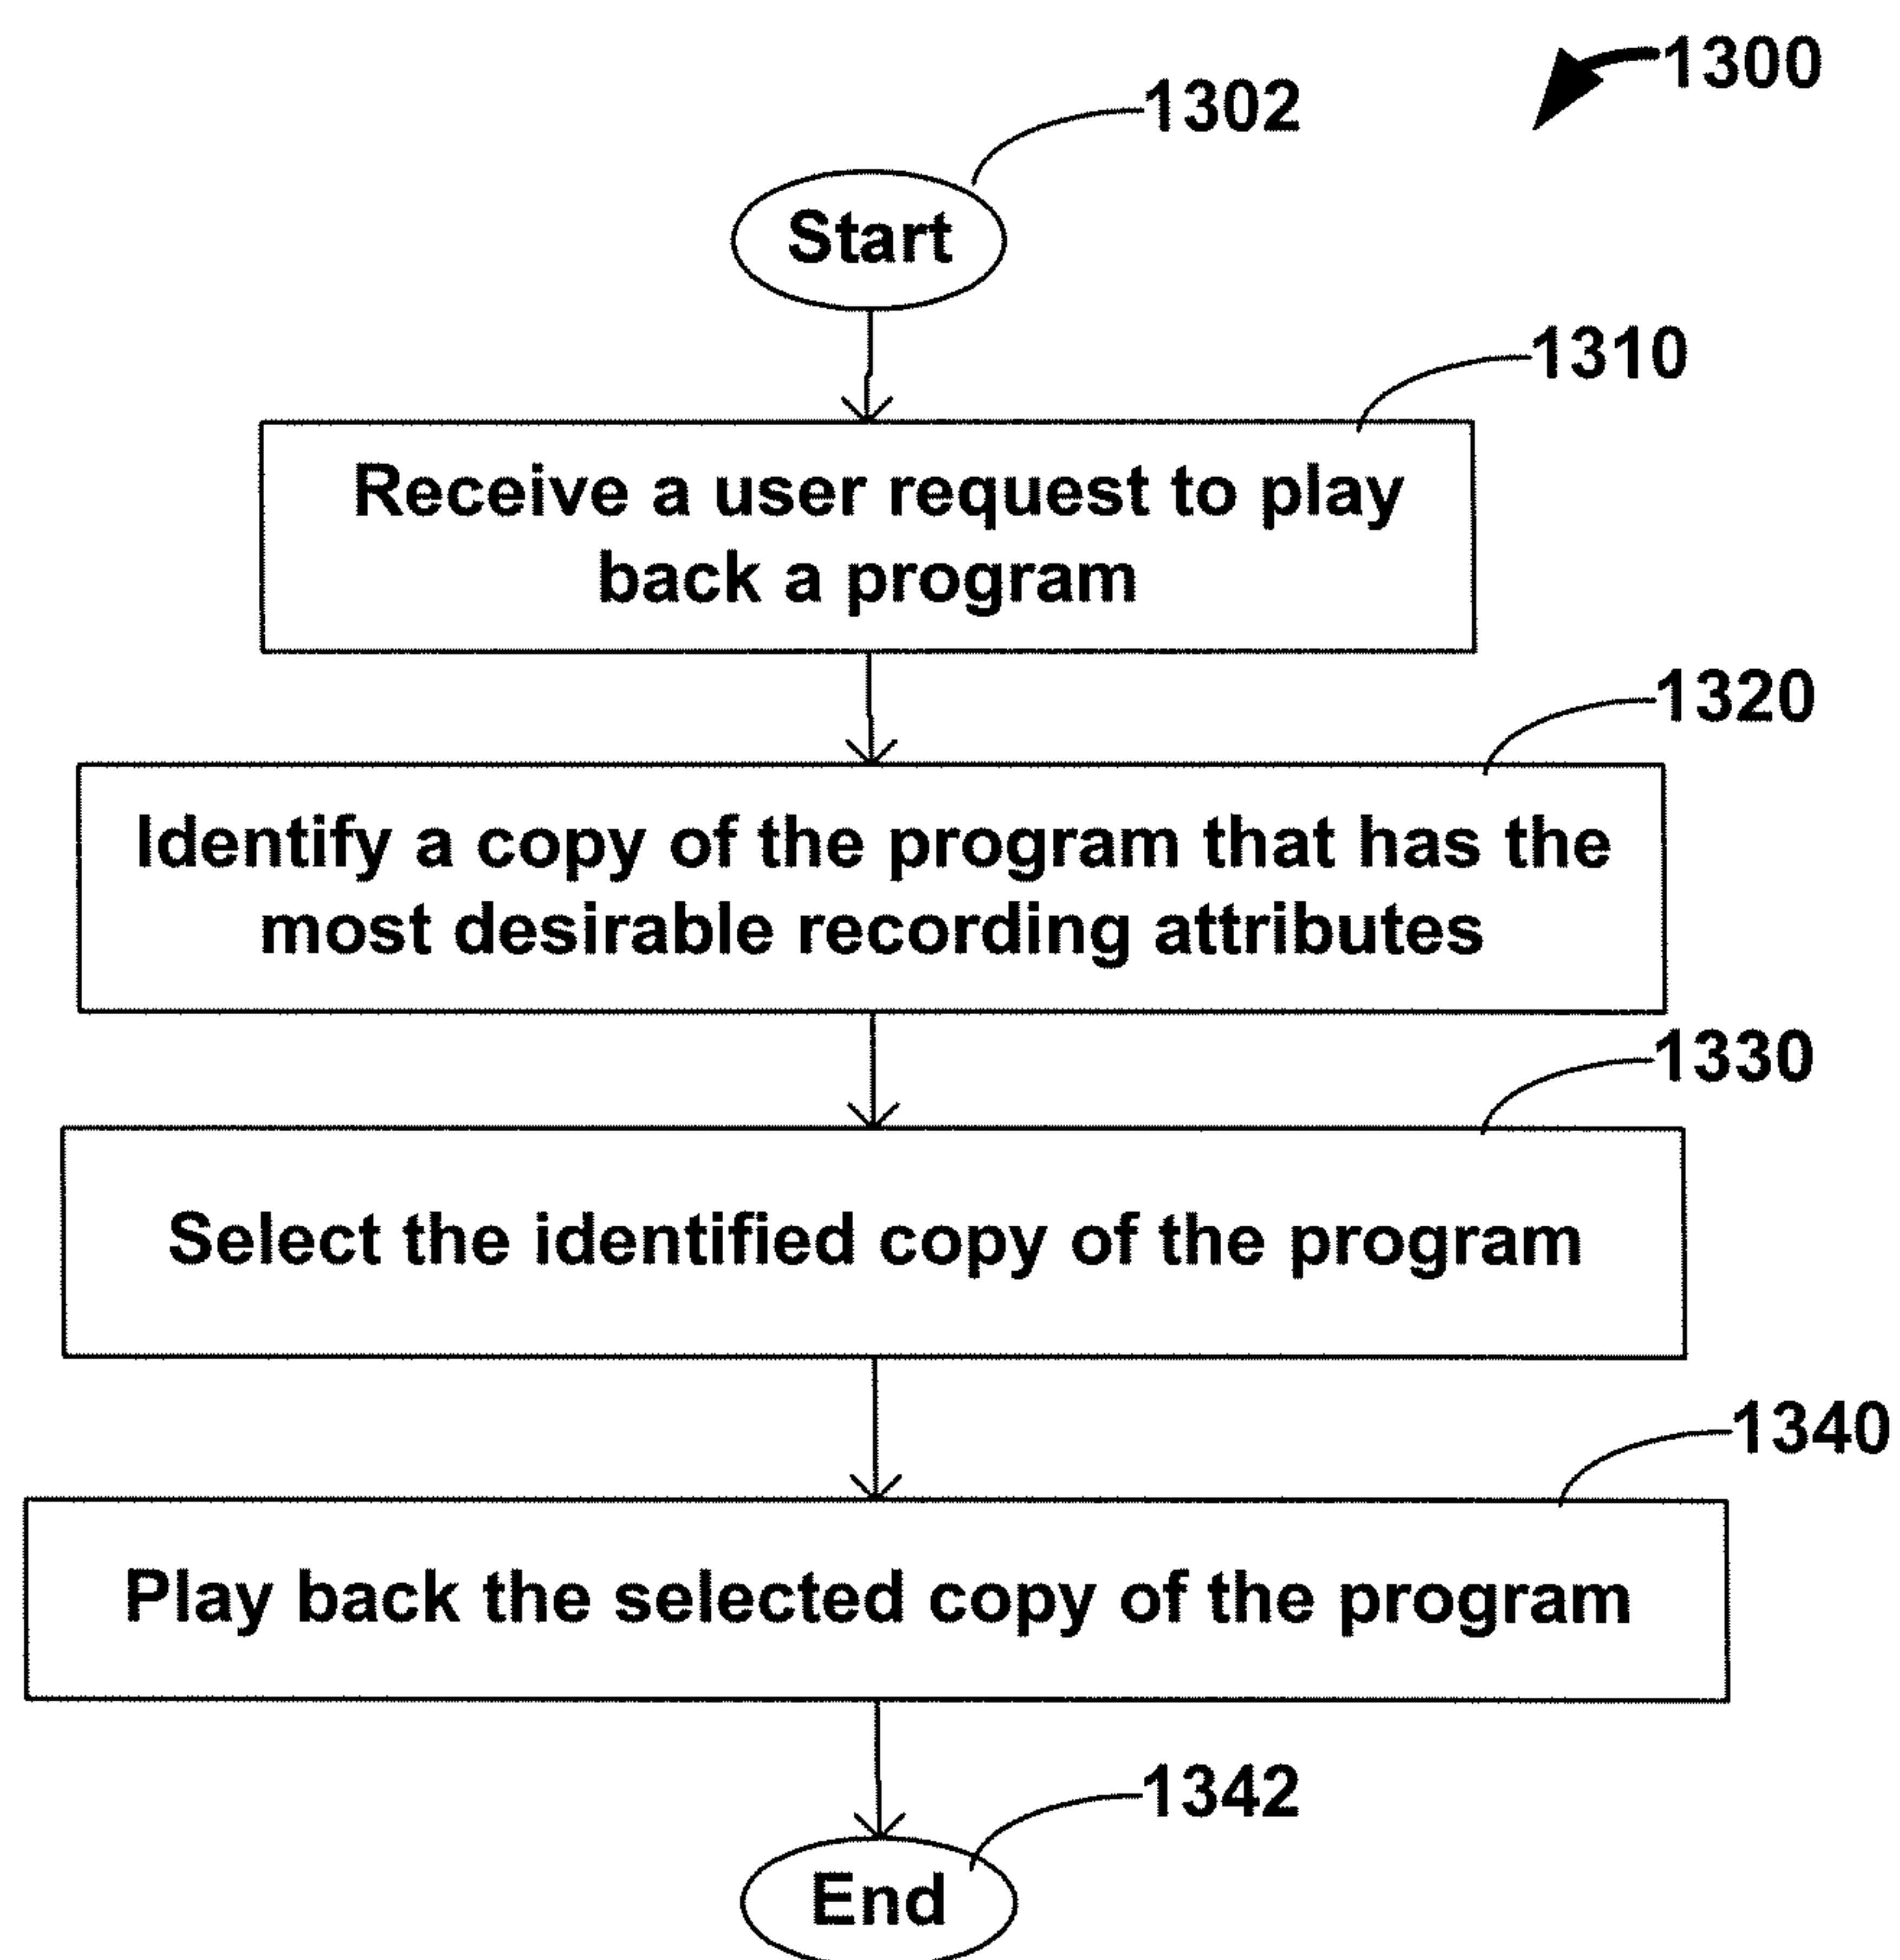 1300
1302
Start
1310
Receive a user request to play
back a program
1320
Identify a copy of the program that has the
most desirable recording attributes
1330
Select the identified copy of the program
1340
Play back the selected copy of the program
1342
End